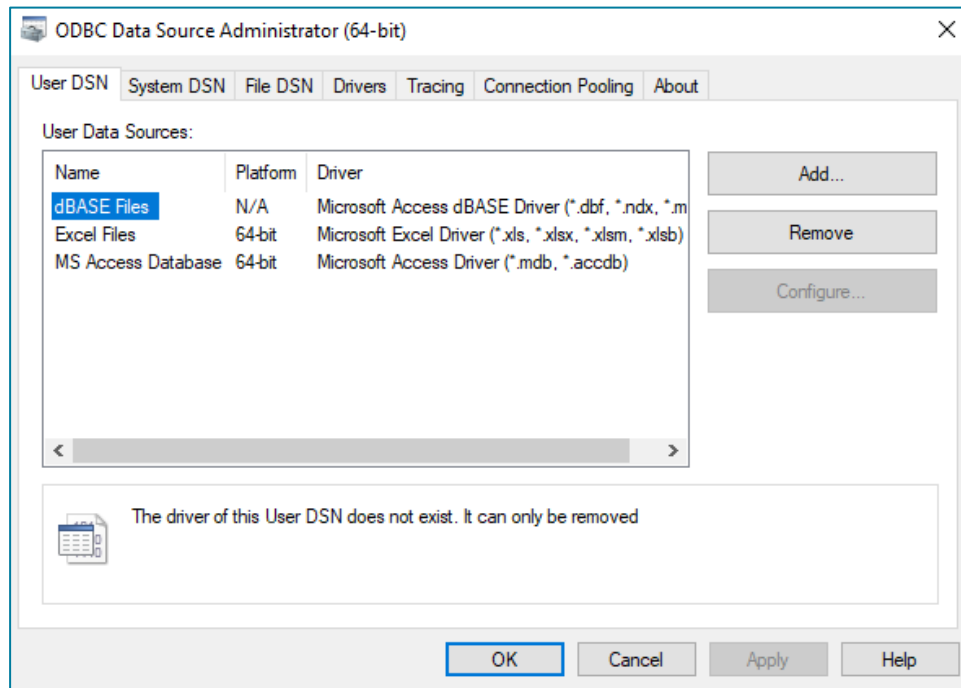 ODBC Data Source Administrator (64-bit)
User DSN System DSN File DSN Drivers Tracing Connection Pooling About
User Data Sources:
Name Platform Driver
dBASE Files N/A Microsoft Access dBASE Driver (*.dbf, *.ndx, *.m
Excel Files 64-bit Microsoft Excel Driver (*.xls, *.xlsx, *.xlsm, *.xlsb)
MS Access Database 64-bit Microsoft Access Driver (*.mdb, *.accdb)
Add...
Remove
Configure...
The driver of this User DSN does not exist. It can only be removed
OK Cancel Apply Help